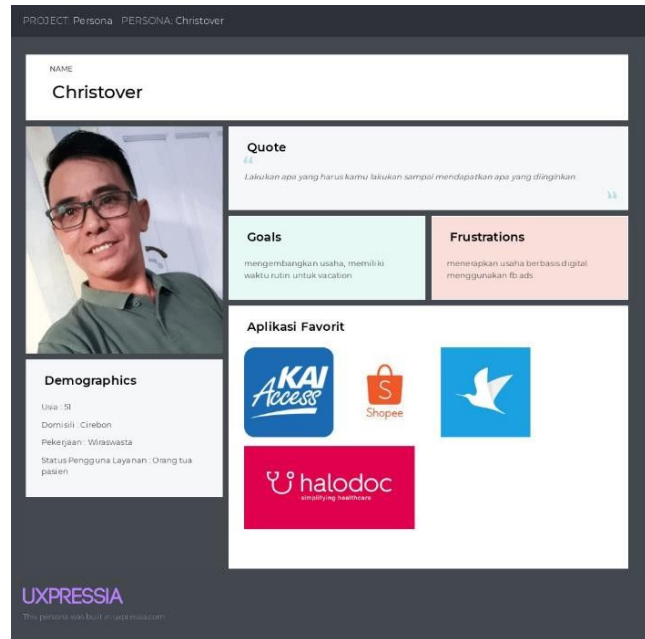 PROJECT: Persona PERSONA: Christover
NAME
Christover
Quote
“
Lakukan apa yang harus kamu lakukan sampai mendapatkan apa yang diinginkan
”
Goals
mengembangkan usaha, memiliki
waktu rutin untuk vacation
Frustrations
menerapkan usaha berbasis digital
menggunakan fb ads
Aplikasi Favorit
KAI
Access
S
Shopee
halodoc
simplifying healthcare
Demographics
Usia : 51
Domisili : Cirebon
Pekerjaan : Wiraswasta
Status Pengguna Layanan : Orang tua
pasien
UXPRESSIA
This persona was built in uxpressia.com